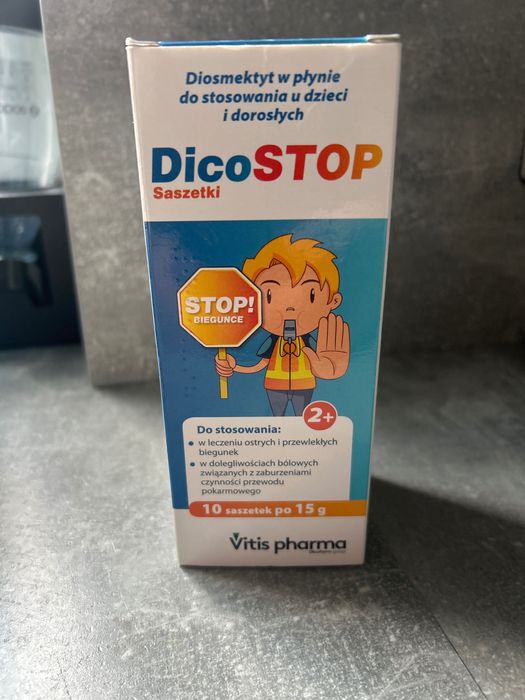 Diosmektyt w płynie
do stosowania u dzieci
i dorosłych
DicoSTOP
Saszetki
STOP!
BIEGUNCE
2+
Do stosowania:
• w leczeniu ostrych i przewlekłych
biegunek
• w dolegliwościach bólowych
związanych z zaburzeniami
czynności przewodu
pokarmowego
10 saszetek po 15 g
Vitis pharma